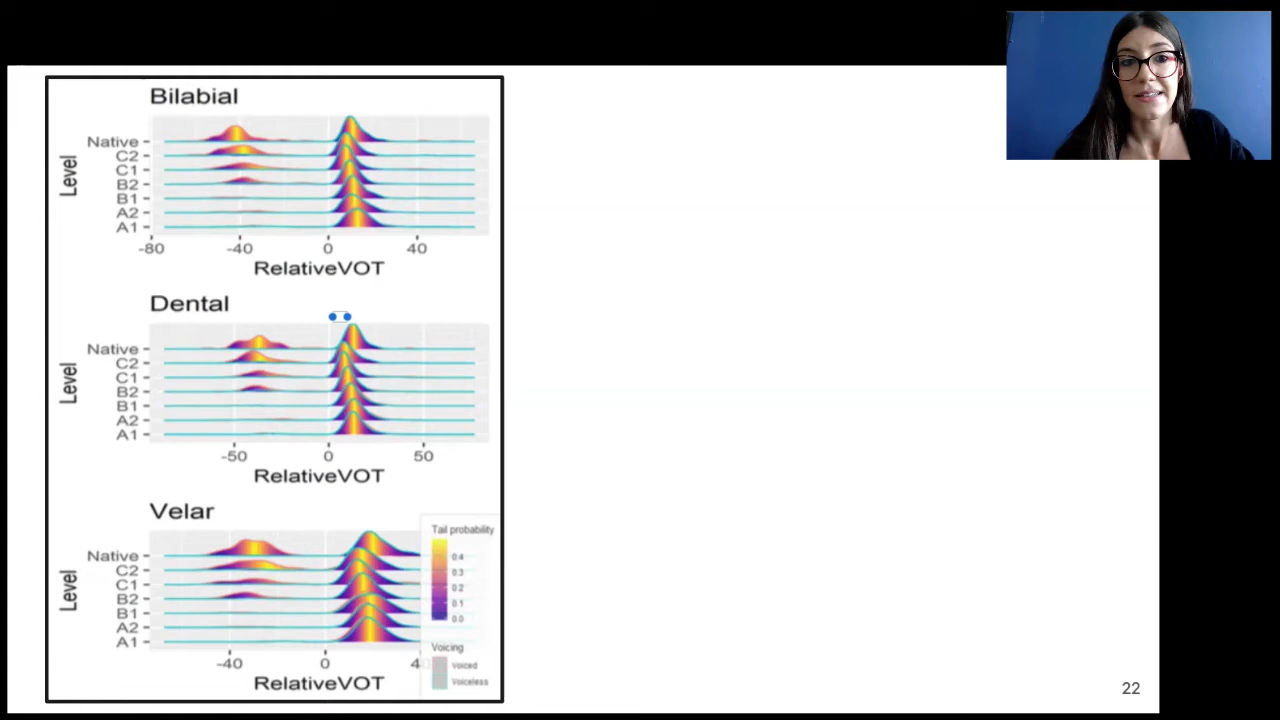 Bilabial
Level
Native
C2
C1
B2
B1
A2
A1
-80 -40 0 40
RelativeVOT
Dental
Level
Native
C2
C1
B2
B1
A2
A1
-50 0 50
RelativeVOT
Velar
Level
Native
C2
C1
B2
B1
A2
A1
-40 0
RelativeVOT
Tail probability
0.4
0.3
0.2
0.1
0.0
Voicing
Voiced
Voiceless
22